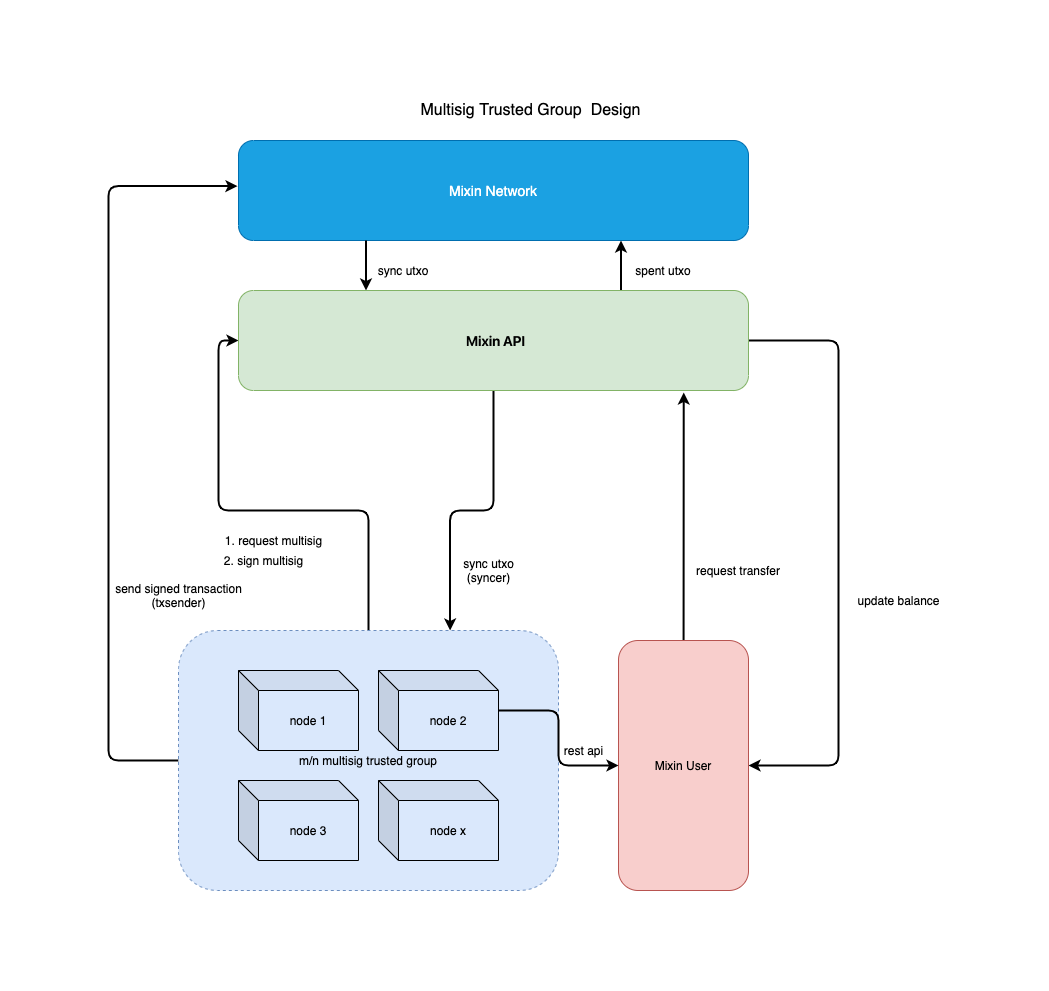 Multisig Trusted Group  Design
Mixin Network
sync utxo
spent utxo
Mixin API
1. request multisig
2. sign multisig
sync utxo
(syncer)
request transfer
send signed transaction
(txsender)
update balance
node 1
node 2
rest api
m/n multisig trusted group
Mixin User
node 3
node x